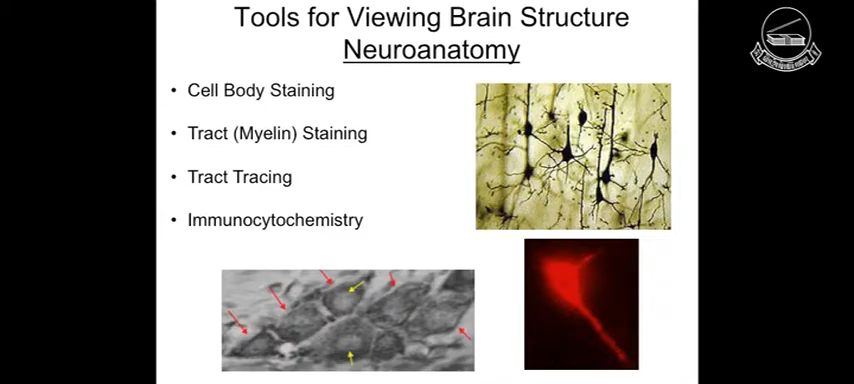 Tools for Viewing Brain Structure
Neuroanatomy
• Cell Body Staining
• Tract (Myelin) Staining
• Tract Tracing
• Immunocytochemistry